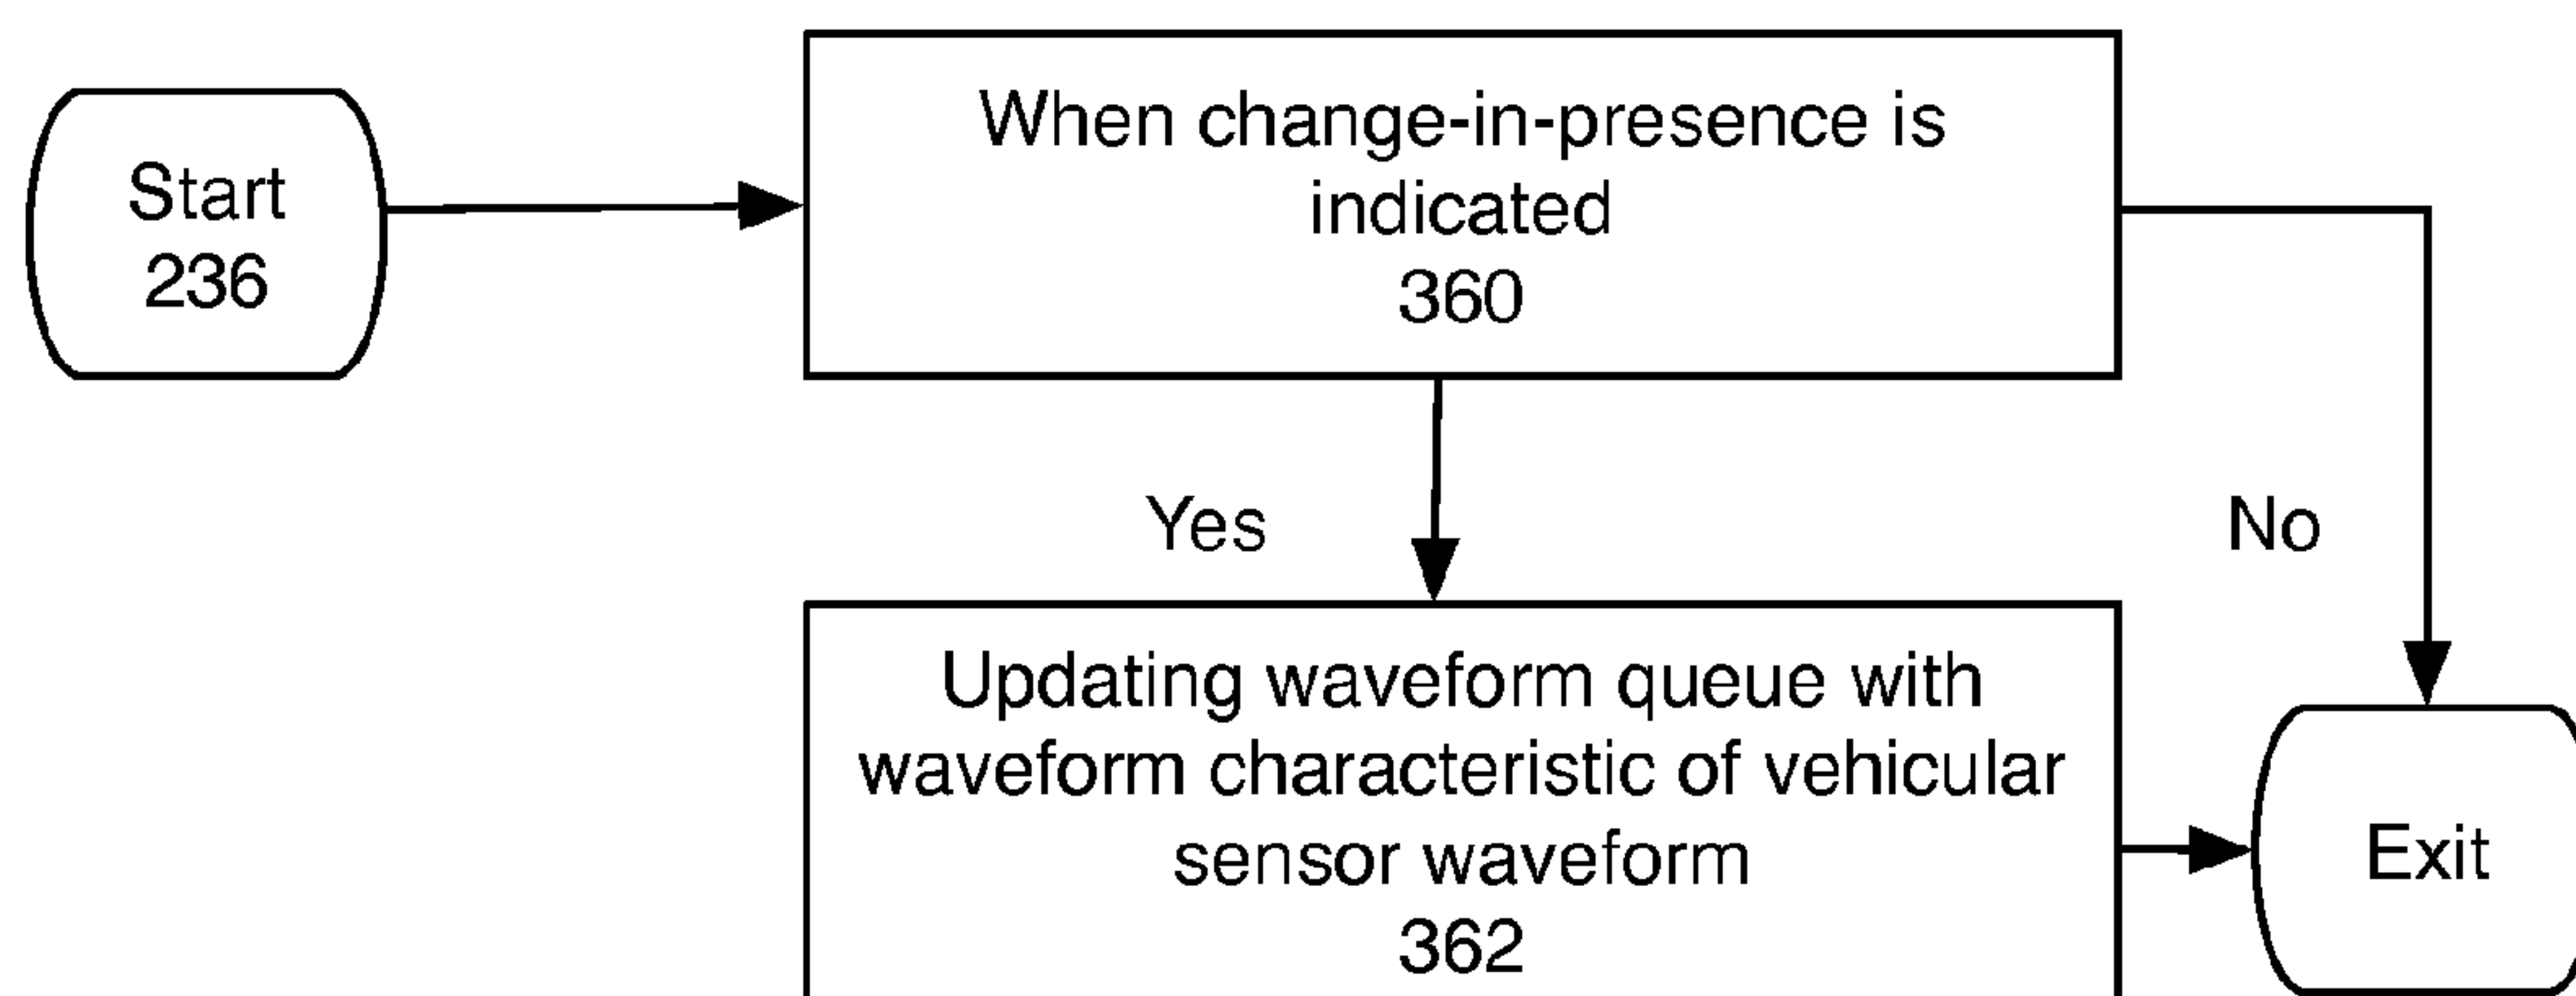 Start
236
When change-in-presence is
indicated
360
Yes
No
Updating waveform queue with
waveform characteristic of vehicular
sensor waveform
362
Exit